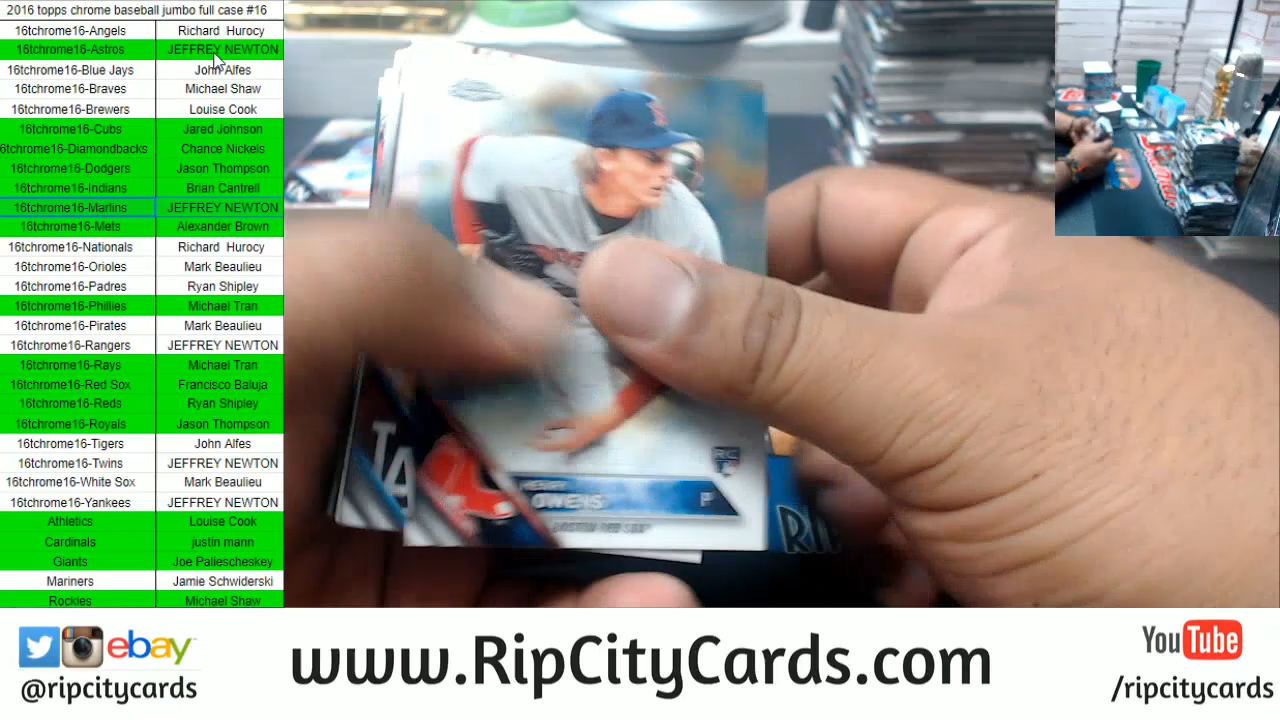 2016 topps chrome baseball jumbo full case #16
16tchrome16-Angels Richard Hurocy
16tchrome16-Astros JEFFREY NEWTON
16tchrome16-Blue Jays John Alfes
16tchrome16-Braves Michael Shaw
16tchrome16-Brewers Louise Cook
16tchrome16-Cubs Jared Johnson
6tchrome16-Diamondbacks Chance Nickels
16tchrome16-Dodgers Jason Thompson
16tchrome16-Indians Brian Cantrell
16tchrome16-Marlins JEFFREY NEWTON
16tchrome16-Mets Alexander Brown
16tchrome16-Nationals Richard Hurocy
16tchrome16-Orioles Mark Beaulieu
16tchrome16-Padres Ryan Shipley
16tchrome16-Phillies Michael Tran
16tchrome16-Pirates Mark Beaulieu
16tchrome16-Rangers JEFFREY NEWTON
16tchrome16-Rays Michael Tran
16tchrome16-Red Sox Francisco Baluja
16tchrome16-Reds Ryan Shipley
16tchrome16-Royals Jason Thompson
16tchrome16-Tigers John Alfes
16tchrome16-Twins JEFFREY NEWTON
16tchrome16-White Sox Mark Beaulieu
16tchrome16-Yankees JEFFREY NEWTON
Athletics Louise Cook
Cardinals justin mann
Giants Joe Paliescheskey
Mariners Jamie Schwiderski
Rockies Michael Shaw
RC
OWENS P
BOSTON RED SOX
ebay
@ripcitycards
www.RipCityCards.com
YouTube
/ripcitycards